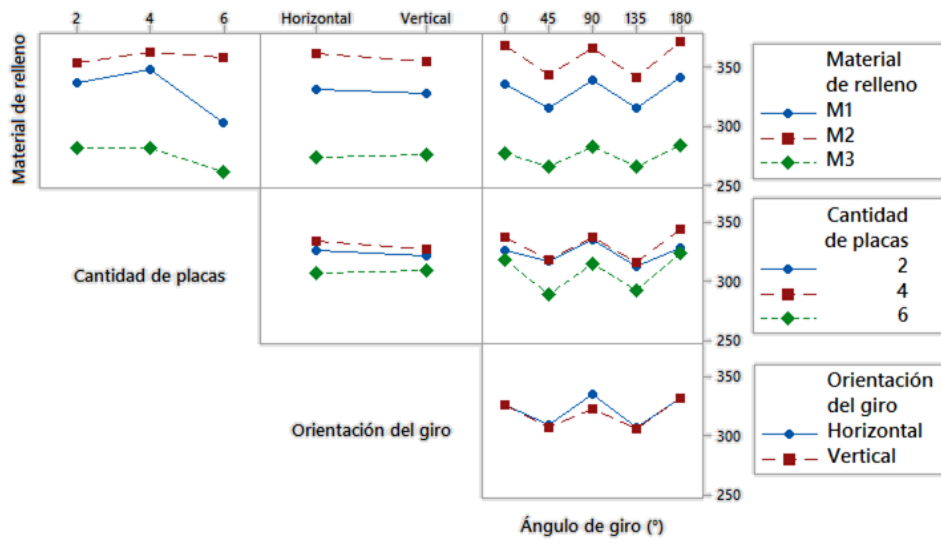 2 4 6 Horizontal Vertical 0 45 90 135 180
Material de relleno
350
300
250
Material
de relleno
M1
M2
M3
Cantidad de placas
350
300
250
Cantidad
de placas
2
4
6
Orientación del giro
350
300
250
Orientación
del giro
Horizontal
Vertical
Ángulo de giro (°)